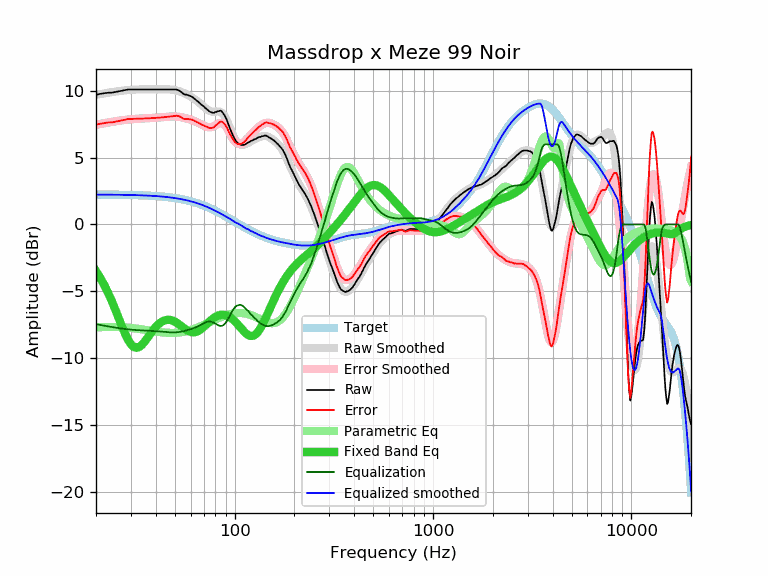 Massdrop x Meze 99 Noir
10
5
0
−5
−10
−15
−20
Amplitude (dBr)
Target
Raw Smoothed
Error Smoothed
Raw
Error
Parametric Eq
Fixed Band Eq
Equalization
Equalized smoothed
100 1000 10000
Frequency (Hz)